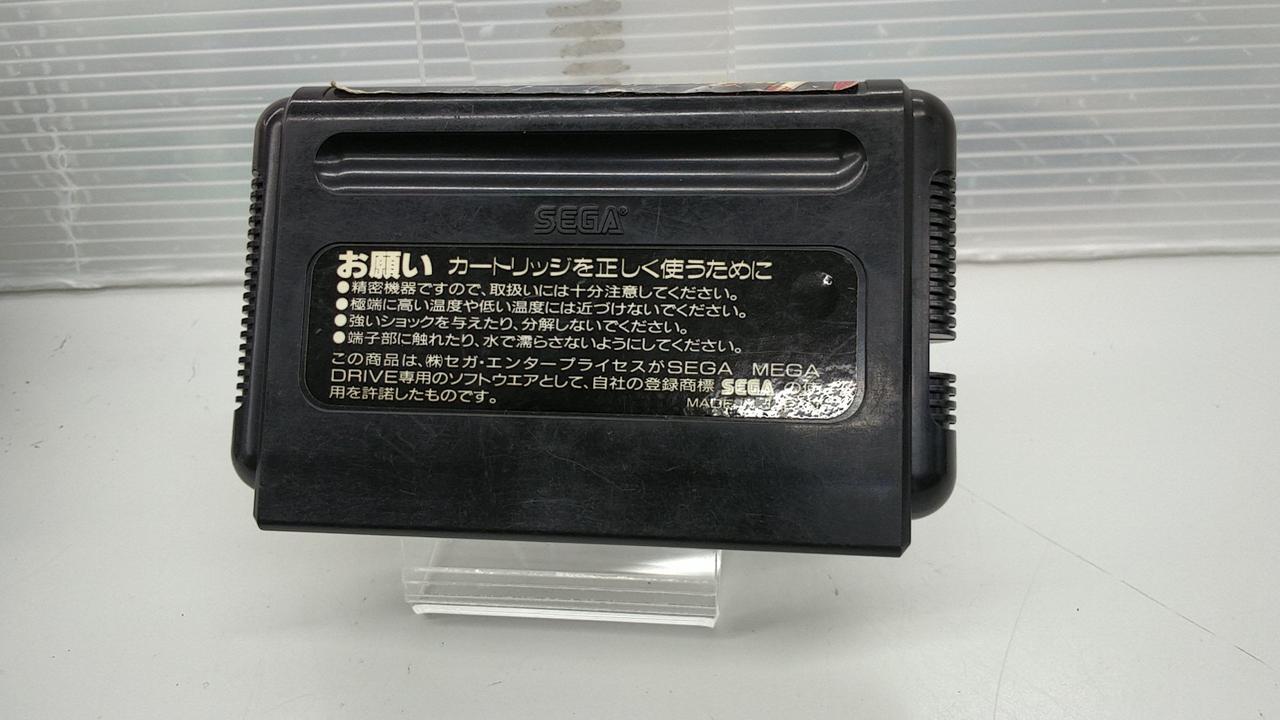 SEGA®
お願い カートリッジを正しく使うために
●精密機器ですので、取扱いには十分注意してください。
●極端に高い温度や低い温度には近づけないでください。
●強いショックを与えたり、分解しないでください。
●端子部に触れたり、水で濡らさないようにしてください。
この商品は、㈱セガ・エンタープライセスがSEGA MEGA
DRIVE専用のソフトウエアとして、自社の登録商標 SEGA の使
用を許諾したものです。
MADE IN JAPAN